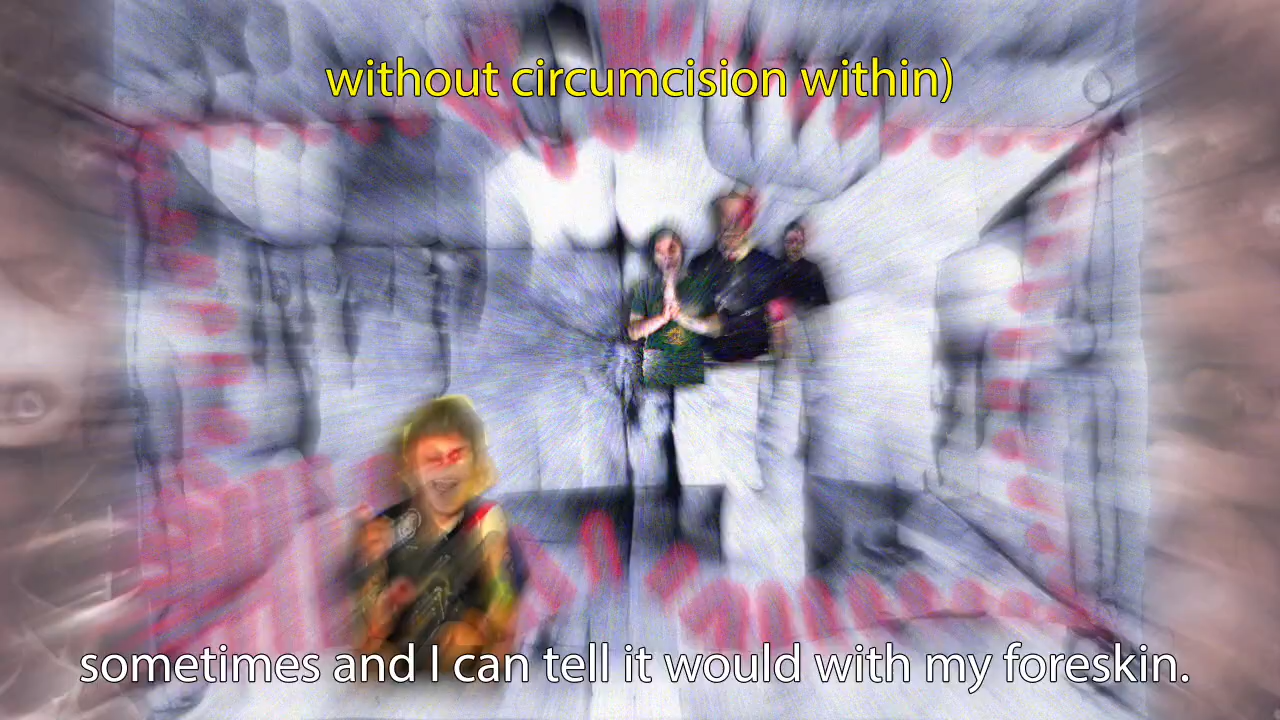 without circumcision within)
sometimes and I can tell it would with my foreskin.